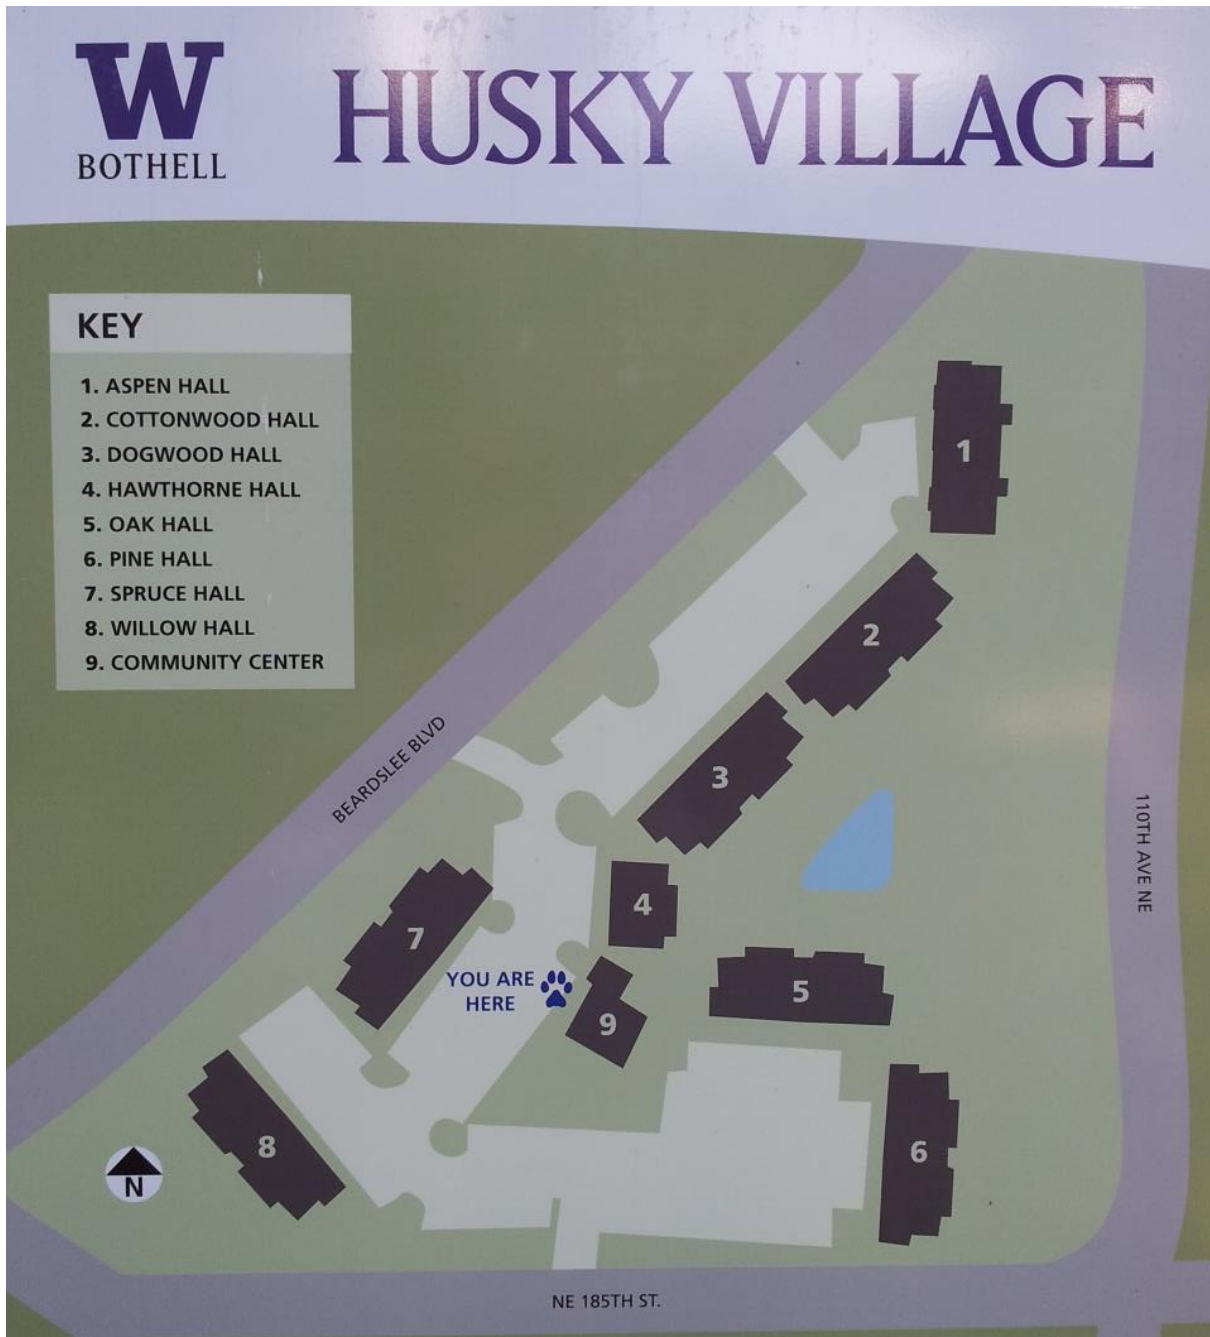 W
BOTHELL
HUSKY VILLAGE
KEY
1. ASPEN HALL
2. COTTONWOOD HALL
3. DOGWOOD HALL
4. HAWTHORNE HALL
5. OAK HALL
6. PINE HALL
7. SPRUCE HALL
8. WILLOW HALL
9. COMMUNITY CENTER
1
2
3
BEARDSLEE BLVD
110TH AVE NE
4
7
YOU ARE
HERE
5
9
8
6
N
NE 185TH ST.